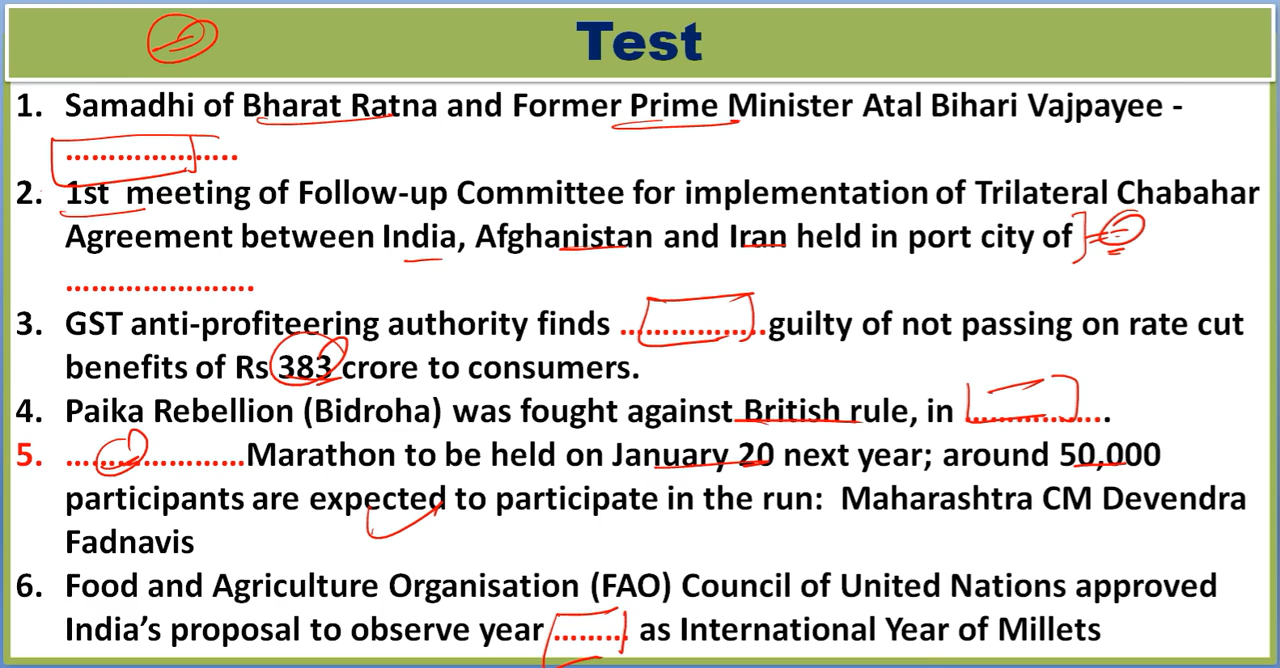 Test
1. Samadhi of Bharat Ratna and Former Prime Minister Atal Bihari Vajpayee -
.....................
2. 1st meeting of Follow-up Committee for implementation of Trilateral Chabahar
Agreement between India, Afghanistan and Iran held in port city of
.......................
3. GST anti-profiteering authority finds ..................guilty of not passing on rate cut
benefits of Rs 383 crore to consumers.
4. Paika Rebellion (Bidroha) was fought against British rule, in .................
5. ......................Marathon to be held on January 20 next year; around 50,000
participants are expected to participate in the run: Maharashtra CM Devendra
Fadnavis
6. Food and Agriculture Organisation (FAO) Council of United Nations approved
India’s proposal to observe year ......... as International Year of Millets